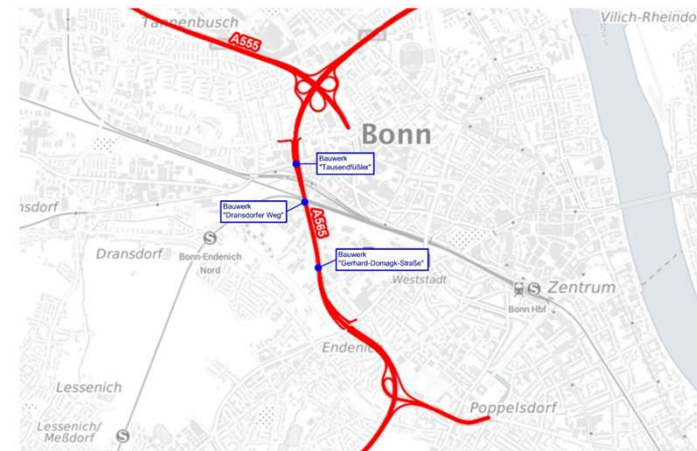 Tannenbusch
Vilich-Rheindo
A555
Bonn
Bauwerk
"Tausendfüßler"
Bauwerk
"Dransdorfer Weg"
nsdorf
A565
Dransdorf
Bonn-Endenich
Nord
Bauwerk
"Gerhard-Domagk-Straße"
Weststadt
Zentrum
Bonn Hbf
Endenich
Lessenich
Poppelsdorf
Lessenich/
Meßdorf